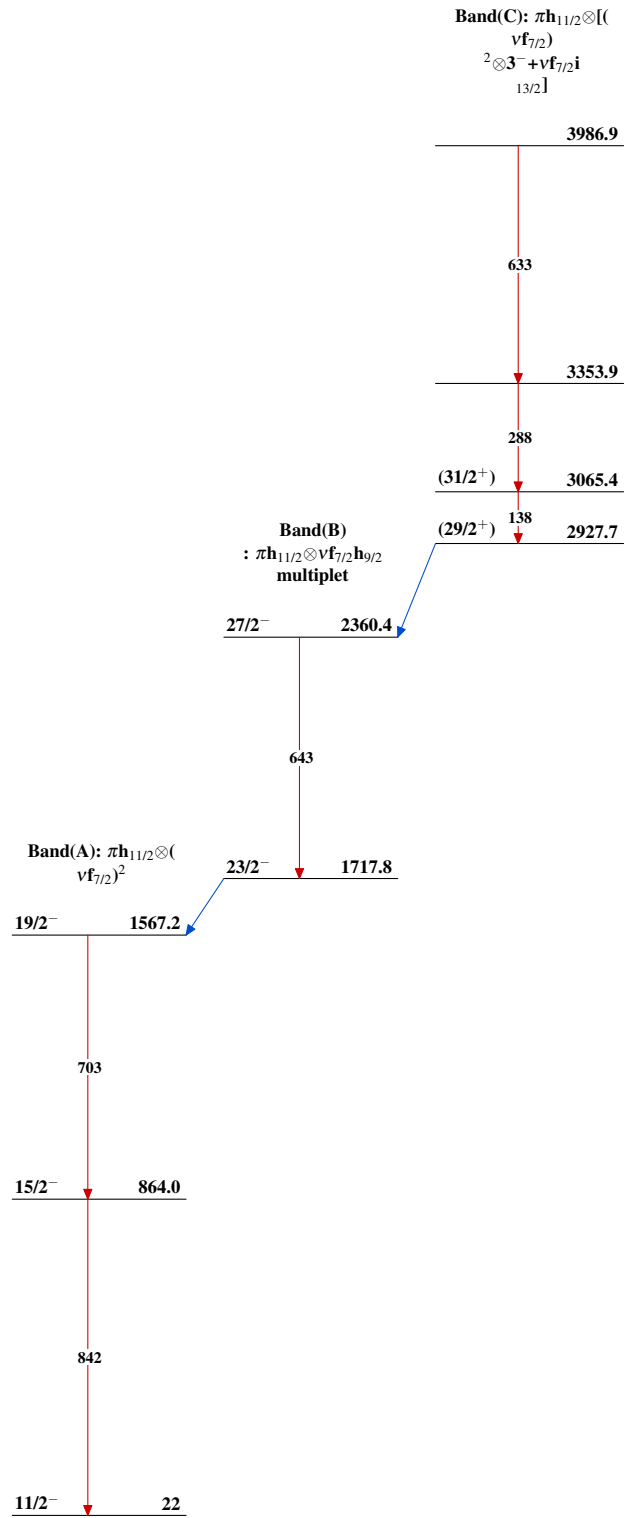 Band(C): πh₁₁/₂⊗[(
νf₇/₂)
²⊗3⁻+νf₇/₂i
₁₃/₂]
3986.9
633
3353.9
288
(31/2⁺) 3065.4
138
(29/2⁺) 2927.7
Band(B)
: πh₁₁/₂⊗νf₇/₂h₉/₂
multiplet
27/2⁻ 2360.4
643
23/2⁻ 1717.8
Band(A): πh₁₁/₂⊗(
νf₇/₂)²
19/2⁻ 1567.2
703
15/2⁻ 864.0
842
11/2⁻ 22